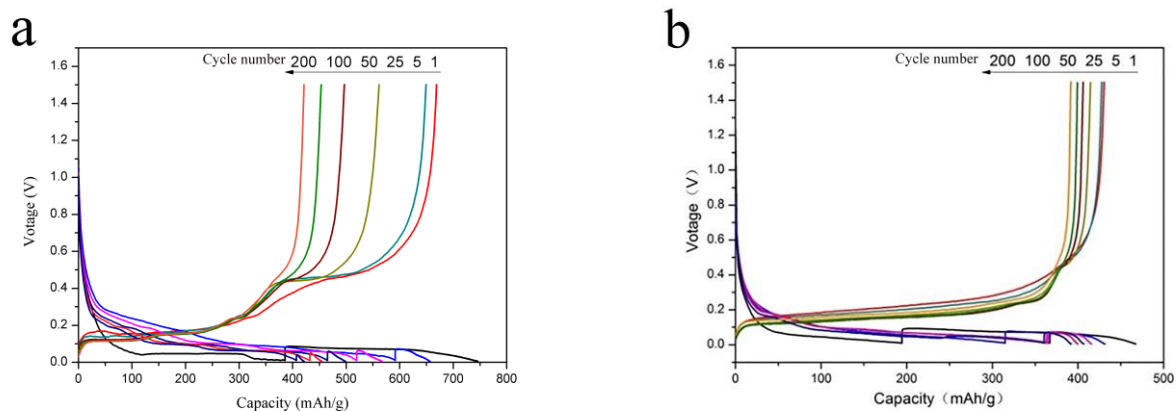 a
Cycle number 200 100 50 25 5 1
1.6
1.4
1.2
1.0
0.8
0.6
0.4
0.2
0.0
Votage (V)
0 100 200 300 400 500 600 700 800
Capacity (mAh/g)
b
Cycle number 200 100 50 25 5 1
1.6
1.4
1.2
1.0
0.8
0.6
0.4
0.2
0.0
Votage（V）
0 100 200 300 400 500
Capacity（mAh/g）